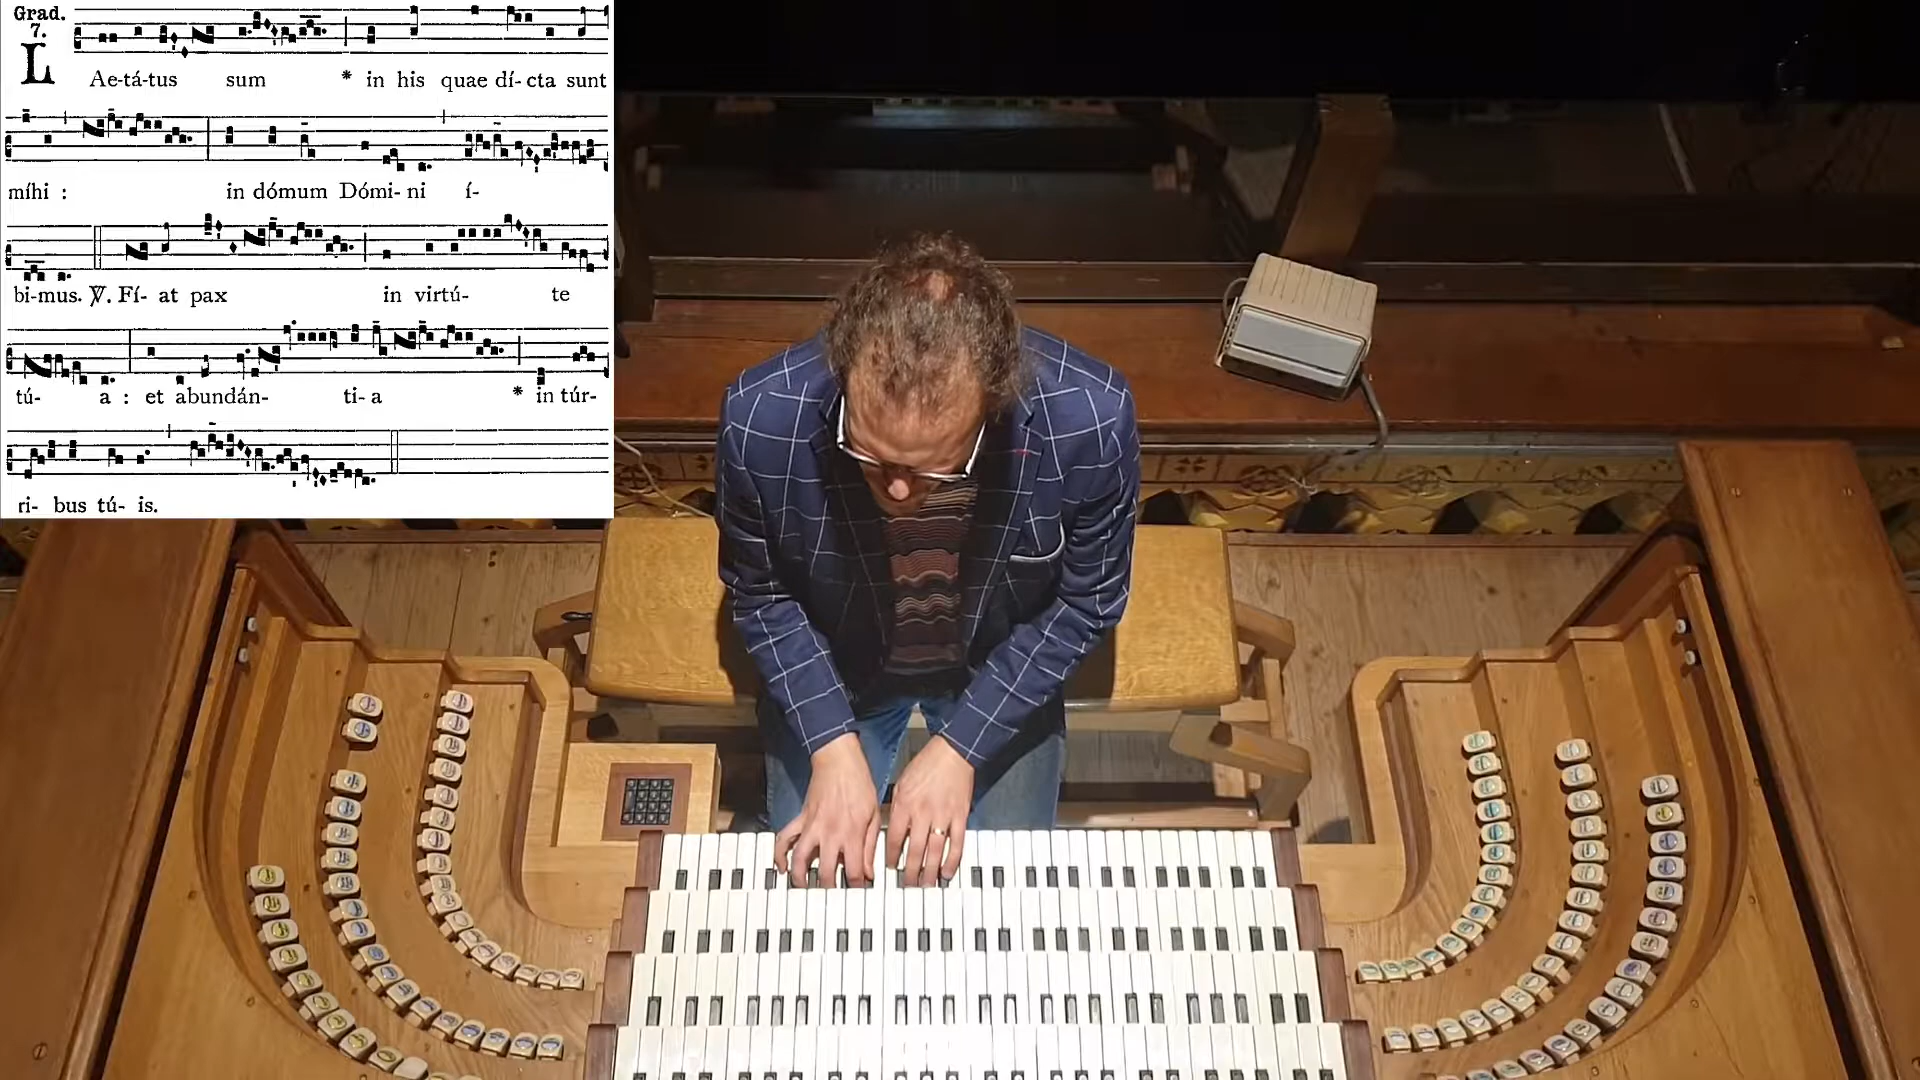 Grad.
7.
LAe-tá-tus sum * in his quae dí-cta sunt
míhi : in dómum Dómi-ni í-
bi-mus. ℣. Fí- at pax in virtú- te
tú- a : et abundán- ti-a * in túr-
ri- bus tú- is.